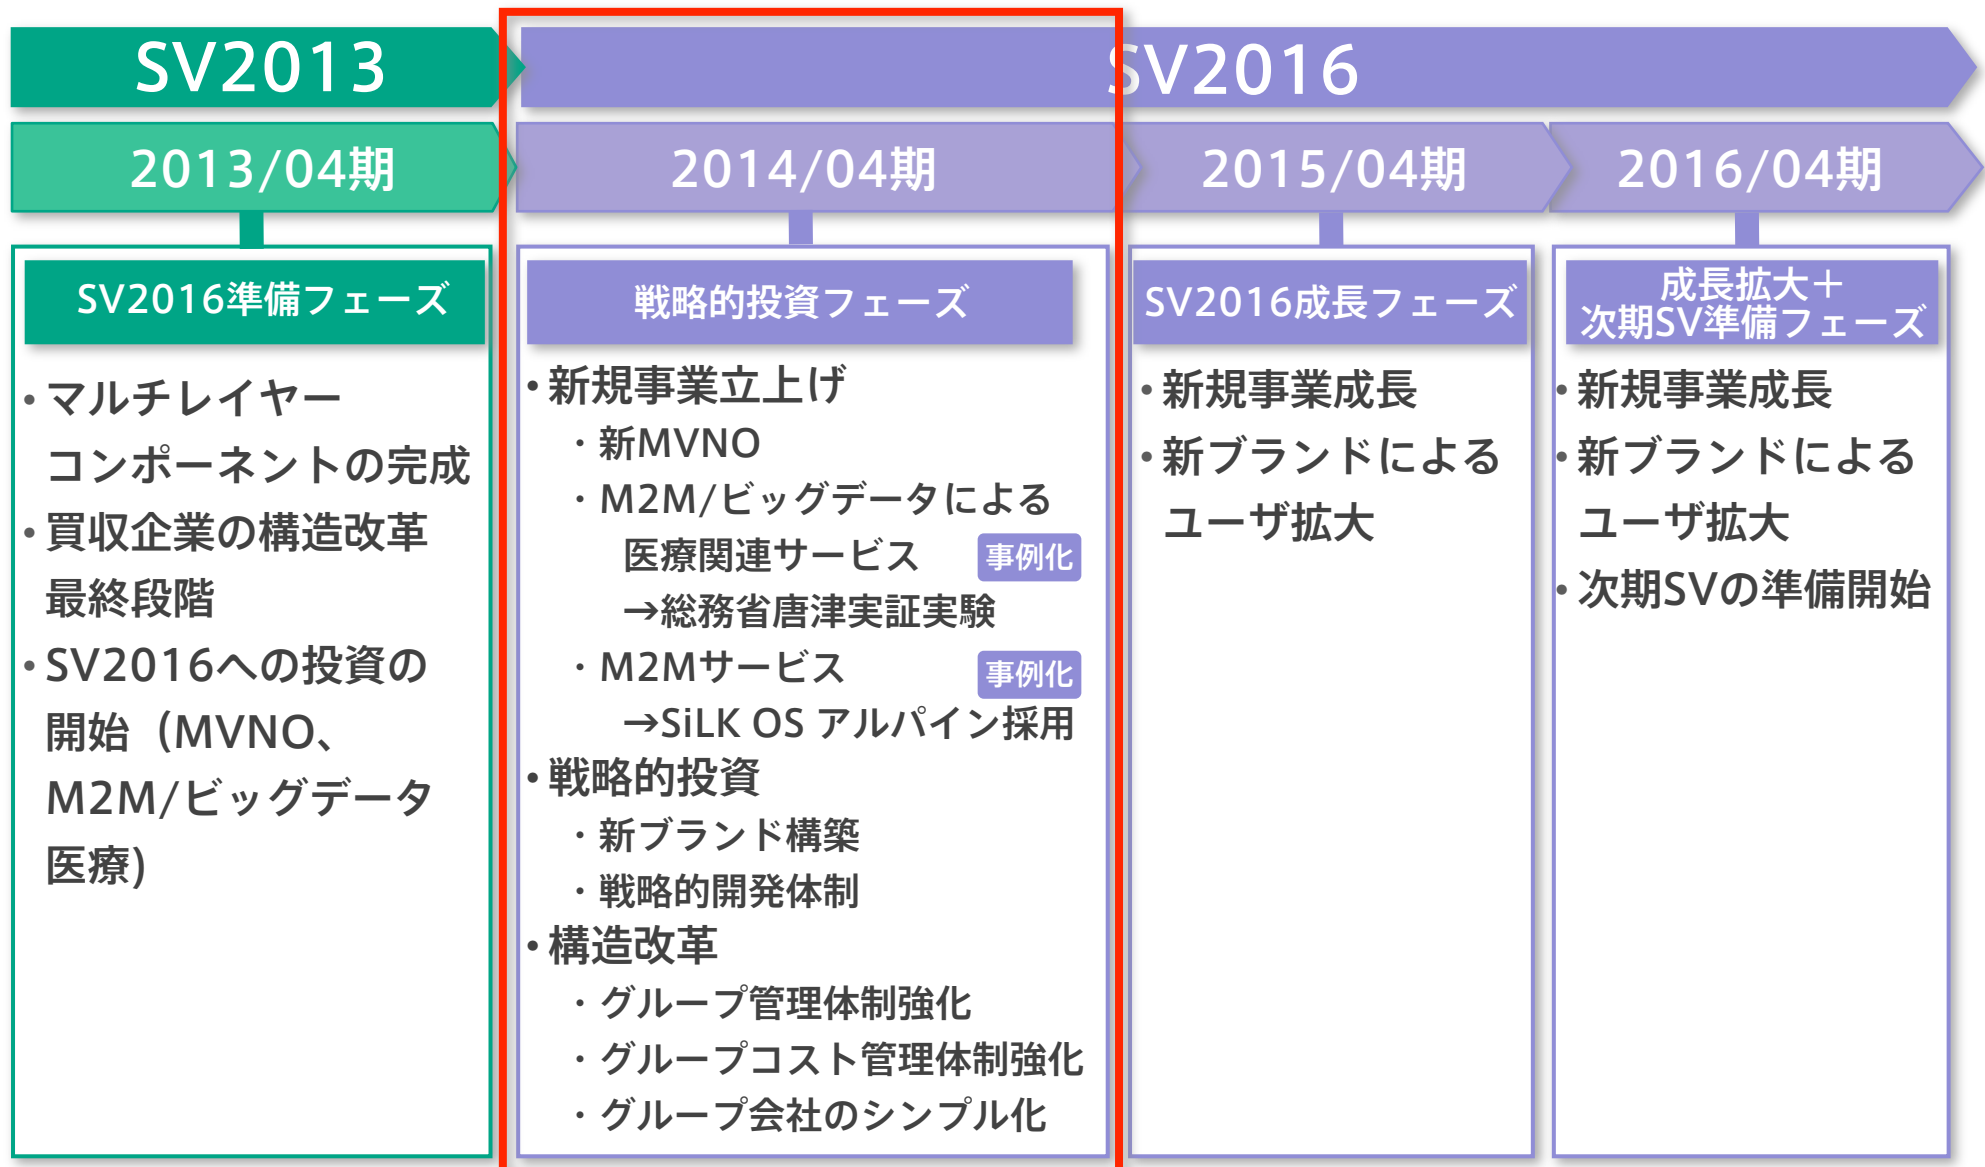 SV2013
SV2016
2013/04期
2014/04期
2015/04期
2016/04期
SV2016準備フェーズ
・マルチレイヤー
コンポーネントの完成
・買収企業の構造改革
最終段階
・SV2016への投資の
開始（MVNO、
M2M/ビッグデータ
医療)
戦略的投資フェーズ
・新規事業立上げ
・新MVNO
・M2M/ビッグデータによる
医療関連サービス 事例化
→総務省唐津実証実験
・M2Mサービス 事例化
→SiLK OS アルパイン採用
・戦略的投資
・新ブランド構築
・戦略的開発体制
・構造改革
・グループ管理体制強化
・グループコスト管理体制強化
・グループ会社のシンプル化
SV2016成長フェーズ
・新規事業成長
・新ブランドによる
ユーザ拡大
成長拡大＋
次期SV準備フェーズ
・新規事業成長
・新ブランドによる
ユーザ拡大
・次期SVの準備開始